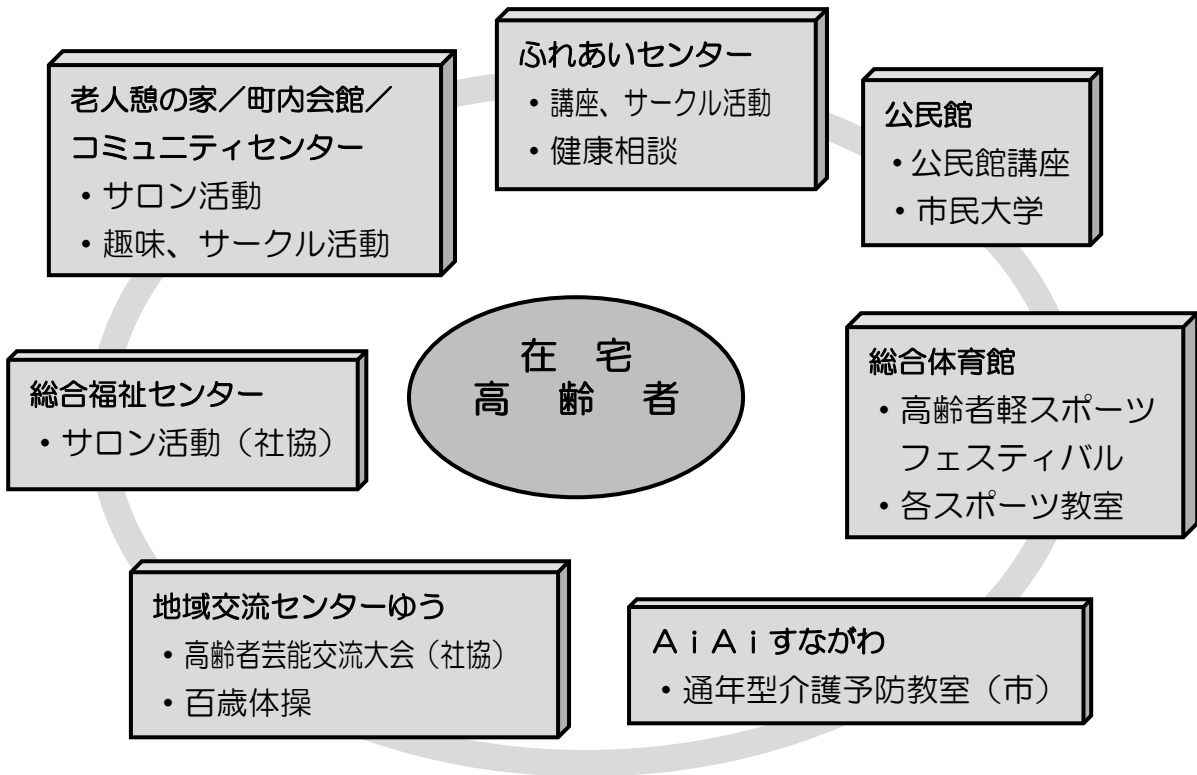 ふれあいセンター
・講座、サークル活動
・健康相談
老人憩の家／町内会館／
コミュニティセンター
・サロン活動
・趣味、サークル活動
公民館
・公民館講座
・市民大学
在　宅
高　齢　者
総合体育館
・高齢者軽スポーツ
フェスティバル
・各スポーツ教室
総合福祉センター
・サロン活動（社協）
地域交流センターゆう
・高齢者芸能交流大会（社協）
・百歳体操
ＡｉＡｉすながわ
・通年型介護予防教室（市）